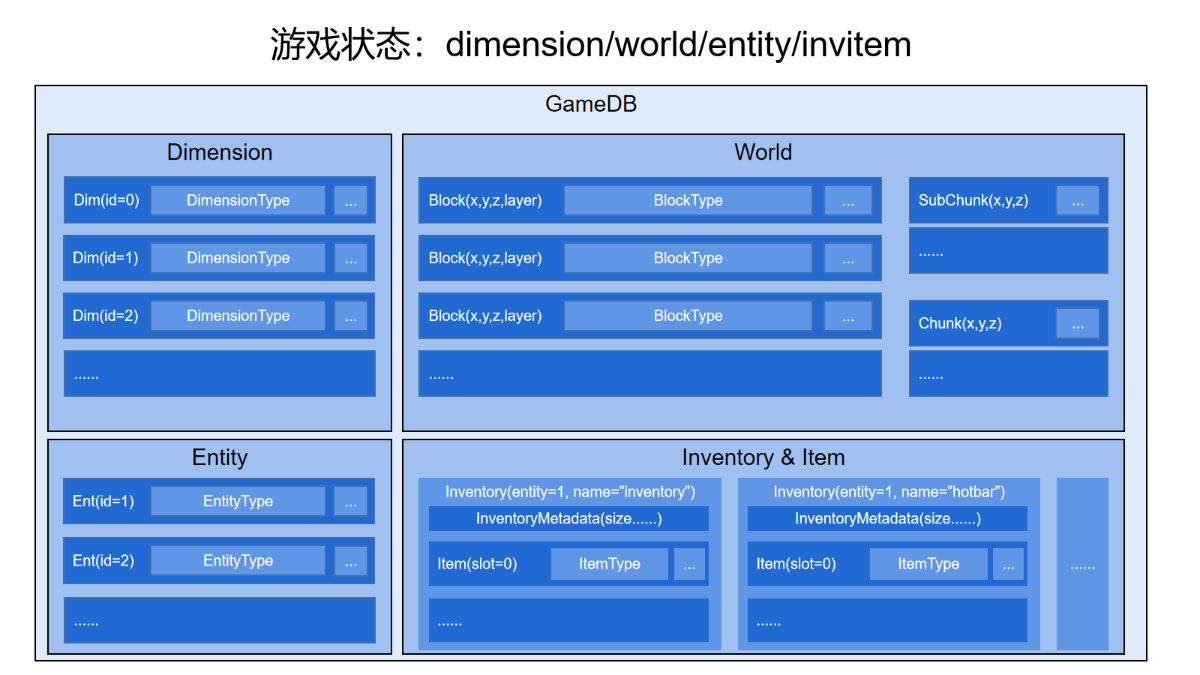 游戏状态：dimension/world/entity/invitem
GameDB
Dimension
Dim(id=0) DimensionType ...
Dim(id=1) DimensionType ...
Dim(id=2) DimensionType ...
......
World
Block(x,y,z,layer) BlockType ...
Block(x,y,z,layer) BlockType ...
Block(x,y,z,layer) BlockType ...
......
SubChunk(x,y,z) ...
......
Chunk(x,y,z) ...
......
Entity
Ent(id=1) EntityType ...
Ent(id=2) EntityType ...
......
Inventory & Item
Inventory(entity=1, name=”inventory”)
InventoryMetadata(size......)
Item(slot=0) ItemType ...
......
Inventory(entity=1, name=”hotbar”)
InventoryMetadata(size......)
Item(slot=0) ItemType ...
......
......